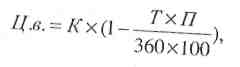 Ц.в. = К × (1 − Т × П / 360 × 100),